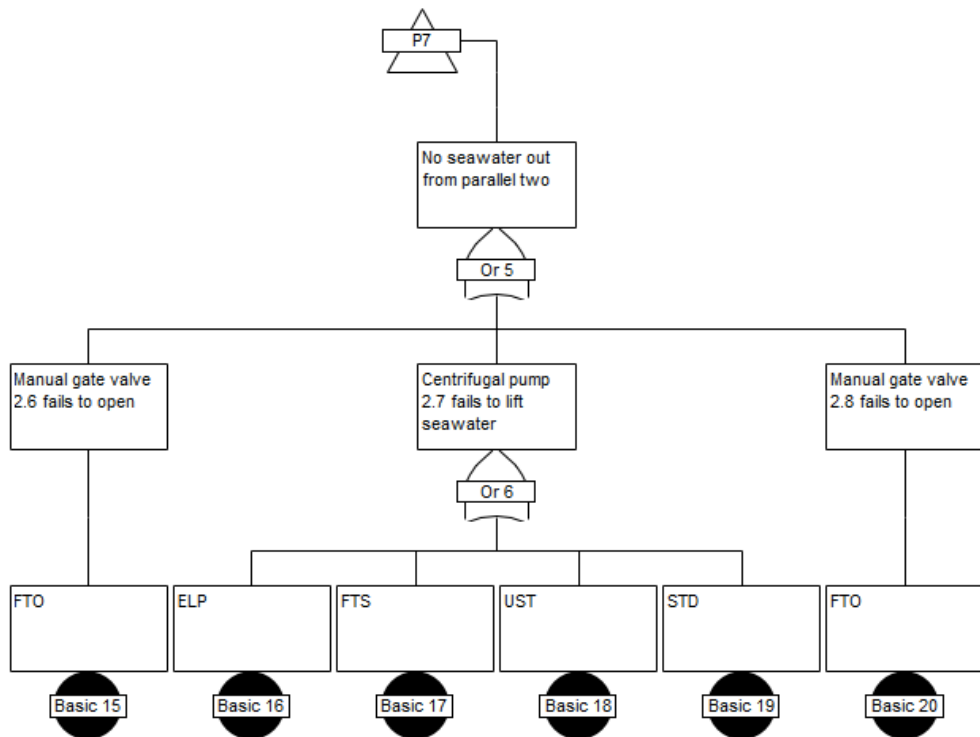 P7
No seawater out
from parallel two
Or 5
Manual gate valve
2.6 fails to open
Centrifugal pump
2.7 fails to lift
seawater
Manual gate valve
2.8 fails to open
Or 6
FTO
ELP
FTS
UST
STD
FTO
Basic 15
Basic 16
Basic 17
Basic 18
Basic 19
Basic 20